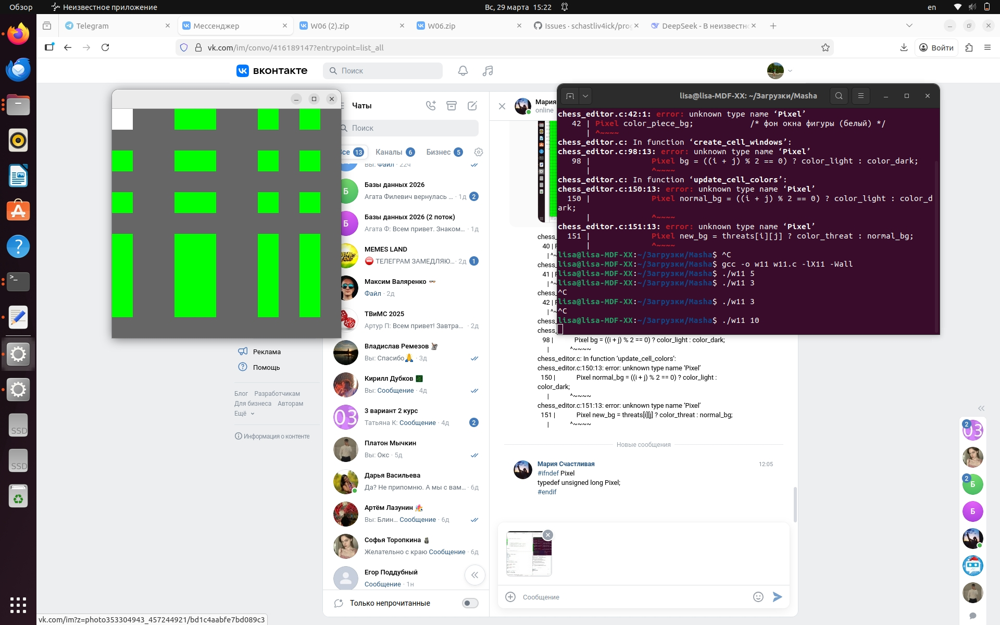 Обзор
Неизвестное приложение
Вс, 29 марта 15:22
en
Telegram
Мессенджер
W06 (2).zip
W06.zip
Issues · schastliv4ick/prog
DeepSeek - В неизвестно
vk.com/im/convo/416189147?entrypoint=list_all
Войти
вконтакте
Поиск
Реклама
Помощь
Блог Разработчикам
Для бизнеса Авторам
Ещё
Информация о контенте
Чаты
Поиск
все 13
Каналы 6
Бизнес 5
Вы: Файл · 22ч
Б
Базы данных 2026
Агата Филевич вернулась ... · 1д 2
Б
Базы данных 2026 (2 поток)
Агата Ф: Всем привет. Знаком... · 1д
MEMES LAND
ТЕЛЕГРАМ ЗАМЕДЛЯЮ... · 2д 1
Максим Валяренко
Файл · 2д
ТВиМС 2025
Артур П: Всем привет! Завтра... · 2д
Владислав Ремезов
Вы: Спасибо · 3д
Кирилл Дубков
Вы: Сообщение · 4д
03
3 вариант 2 курс
Татьяна К: Сообщение · 4д 2
Платон Мычкин
Вы: Окс · 5д
Дарья Васильева
Да? Не припомню. А мы с вам... · 6д
Артём Лазунин
Вы: Блин... Сообщение · 6д
Софья Торопкина
Желательно с краю Сообщение · 6д
Егор Поддубный
Сообщение · 1н
Только непрочитанные
Мария
online
lisa@lisa-MDF-XX: ~/Загрузки/Masha
chess_editor.c:42:1: error: unknown type name ‘Pixel’
42 | Pixel color_piece_bg; /* фон окна фигуры (белый) */
| ^~~~~
chess_editor.c: In function ‘create_cell_windows’:
chess_editor.c:98:13: error: unknown type name ‘Pixel’
98 | Pixel bg = ((i + j) % 2 == 0) ? color_light : color_dark;
| ^~~~~
chess_editor.c: In function ‘update_cell_colors’:
chess_editor.c:150:13: error: unknown type name ‘Pixel’
150 | Pixel normal_bg = ((i + j) % 2 == 0) ? color_light : color_d
ark;
| ^~~~~
chess_editor.c:151:13: error: unknown type name ‘Pixel’
151 | Pixel new_bg = threats[i][j] ? color_threat : normal_bg;
| ^~~~~
lisa@lisa-MDF-XX:~/Загрузки/Masha$ ^C
lisa@lisa-MDF-XX:~/Загрузки/Masha$ gcc -o w11 w11.c -lX11 -Wall
lisa@lisa-MDF-XX:~/Загрузки/Masha$ ./w11 5
lisa@lisa-MDF-XX:~/Загрузки/Masha$ ./w11 3
^C
lisa@lisa-MDF-XX:~/Загрузки/Masha$ ./w11 3
^C
lisa@lisa-MDF-XX:~/Загрузки/Masha$ ./w11 10
chess_
40 | P
| ^~
chess_
41 | P
| ^~
chess_
42 | P
| ^~
chess_
chess_
98 | Pixel bg = ((i + j) % 2 == 0) ? color_light : color_dark;
| ^~~~~
chess_editor.c: In function ‘update_cell_colors’:
chess_editor.c:150:13: error: unknown type name ‘Pixel’
150 | Pixel normal_bg = ((i + j) % 2 == 0) ? color_light :
color_dark;
| ^~~~~
chess_editor.c:151:13: error: unknown type name ‘Pixel’
151 | Pixel new_bg = threats[i][j] ? color_threat : normal_bg;
| ^~~~~
Новые сообщения
Мария Счастливая 12:05
#ifndef Pixel
typedef unsigned long Pixel;
#endif
Сообщение
2
03
2
Б
Б
SSD
SSD
vk.com/im?z=photo353304943_457244921/bd1c4aabfe7bd089c3